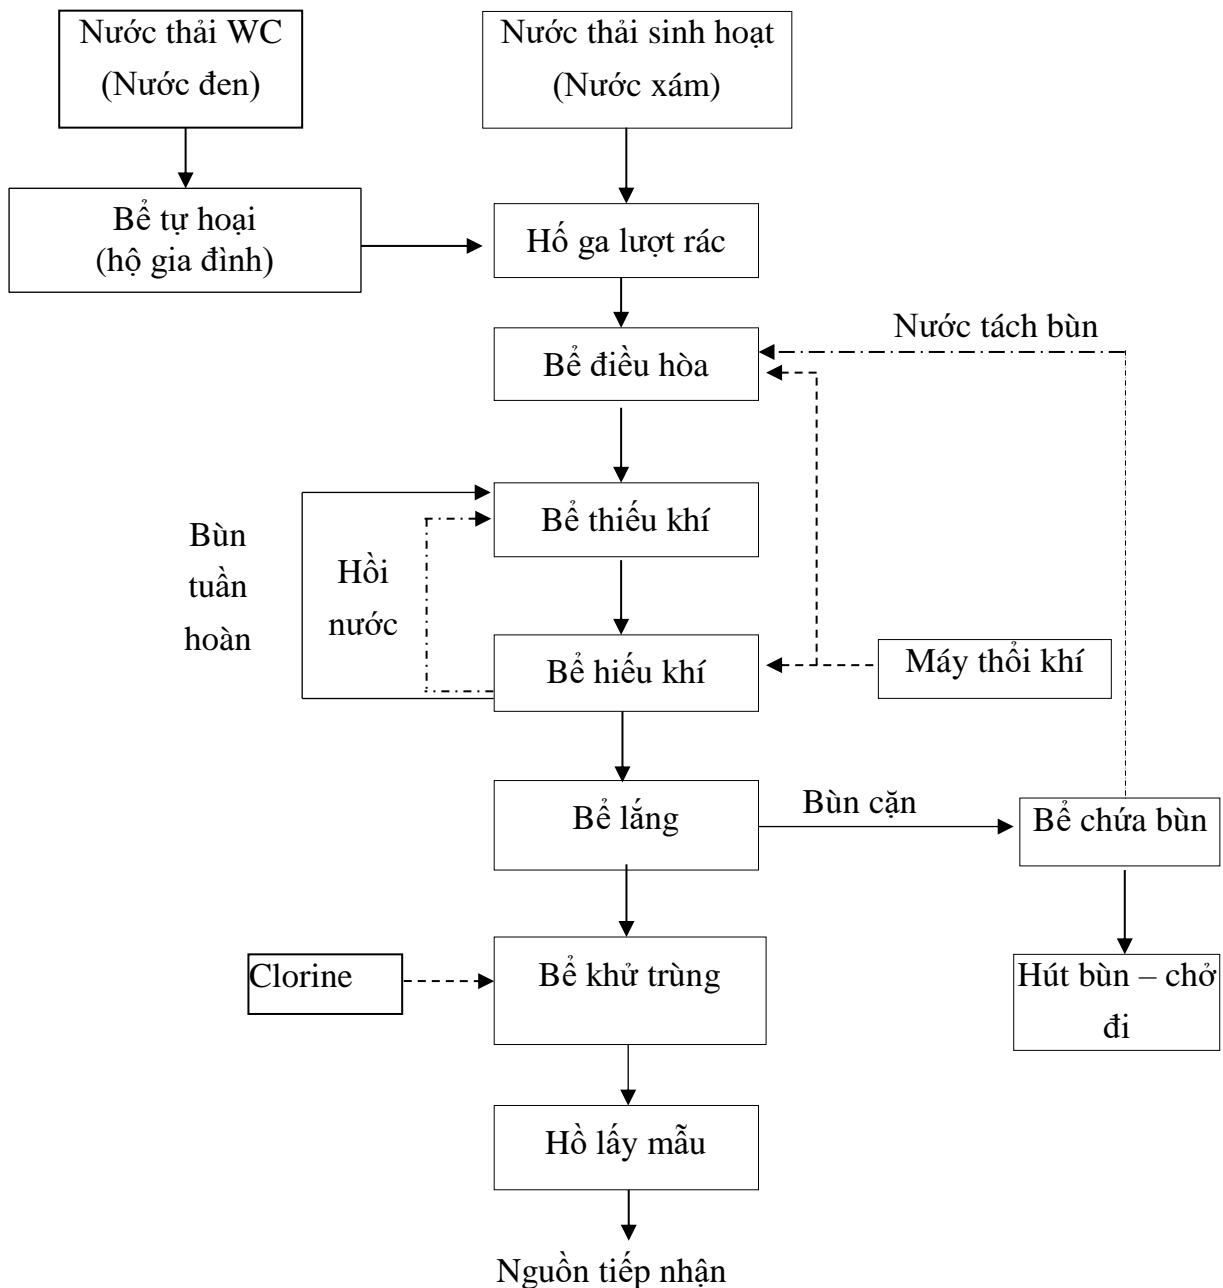 Nước thải WC
(Nước đen)
Nước thải sinh hoạt
(Nước xám)
Bể tự hoại
(hộ gia đình)
Hố ga lượt rác
Nước tách bùn
Bể điều hòa
Bể thiếu khí
Bùn
tuần
hoàn
Hồi
nước
Bể hiếu khí
Máy thổi khí
Bể lắng
Bùn cặn
Bể chứa bùn
Clorine
Bể khử trùng
Hút bùn – chở
đi
Hồ lấy mẫu
Nguồn tiếp nhận